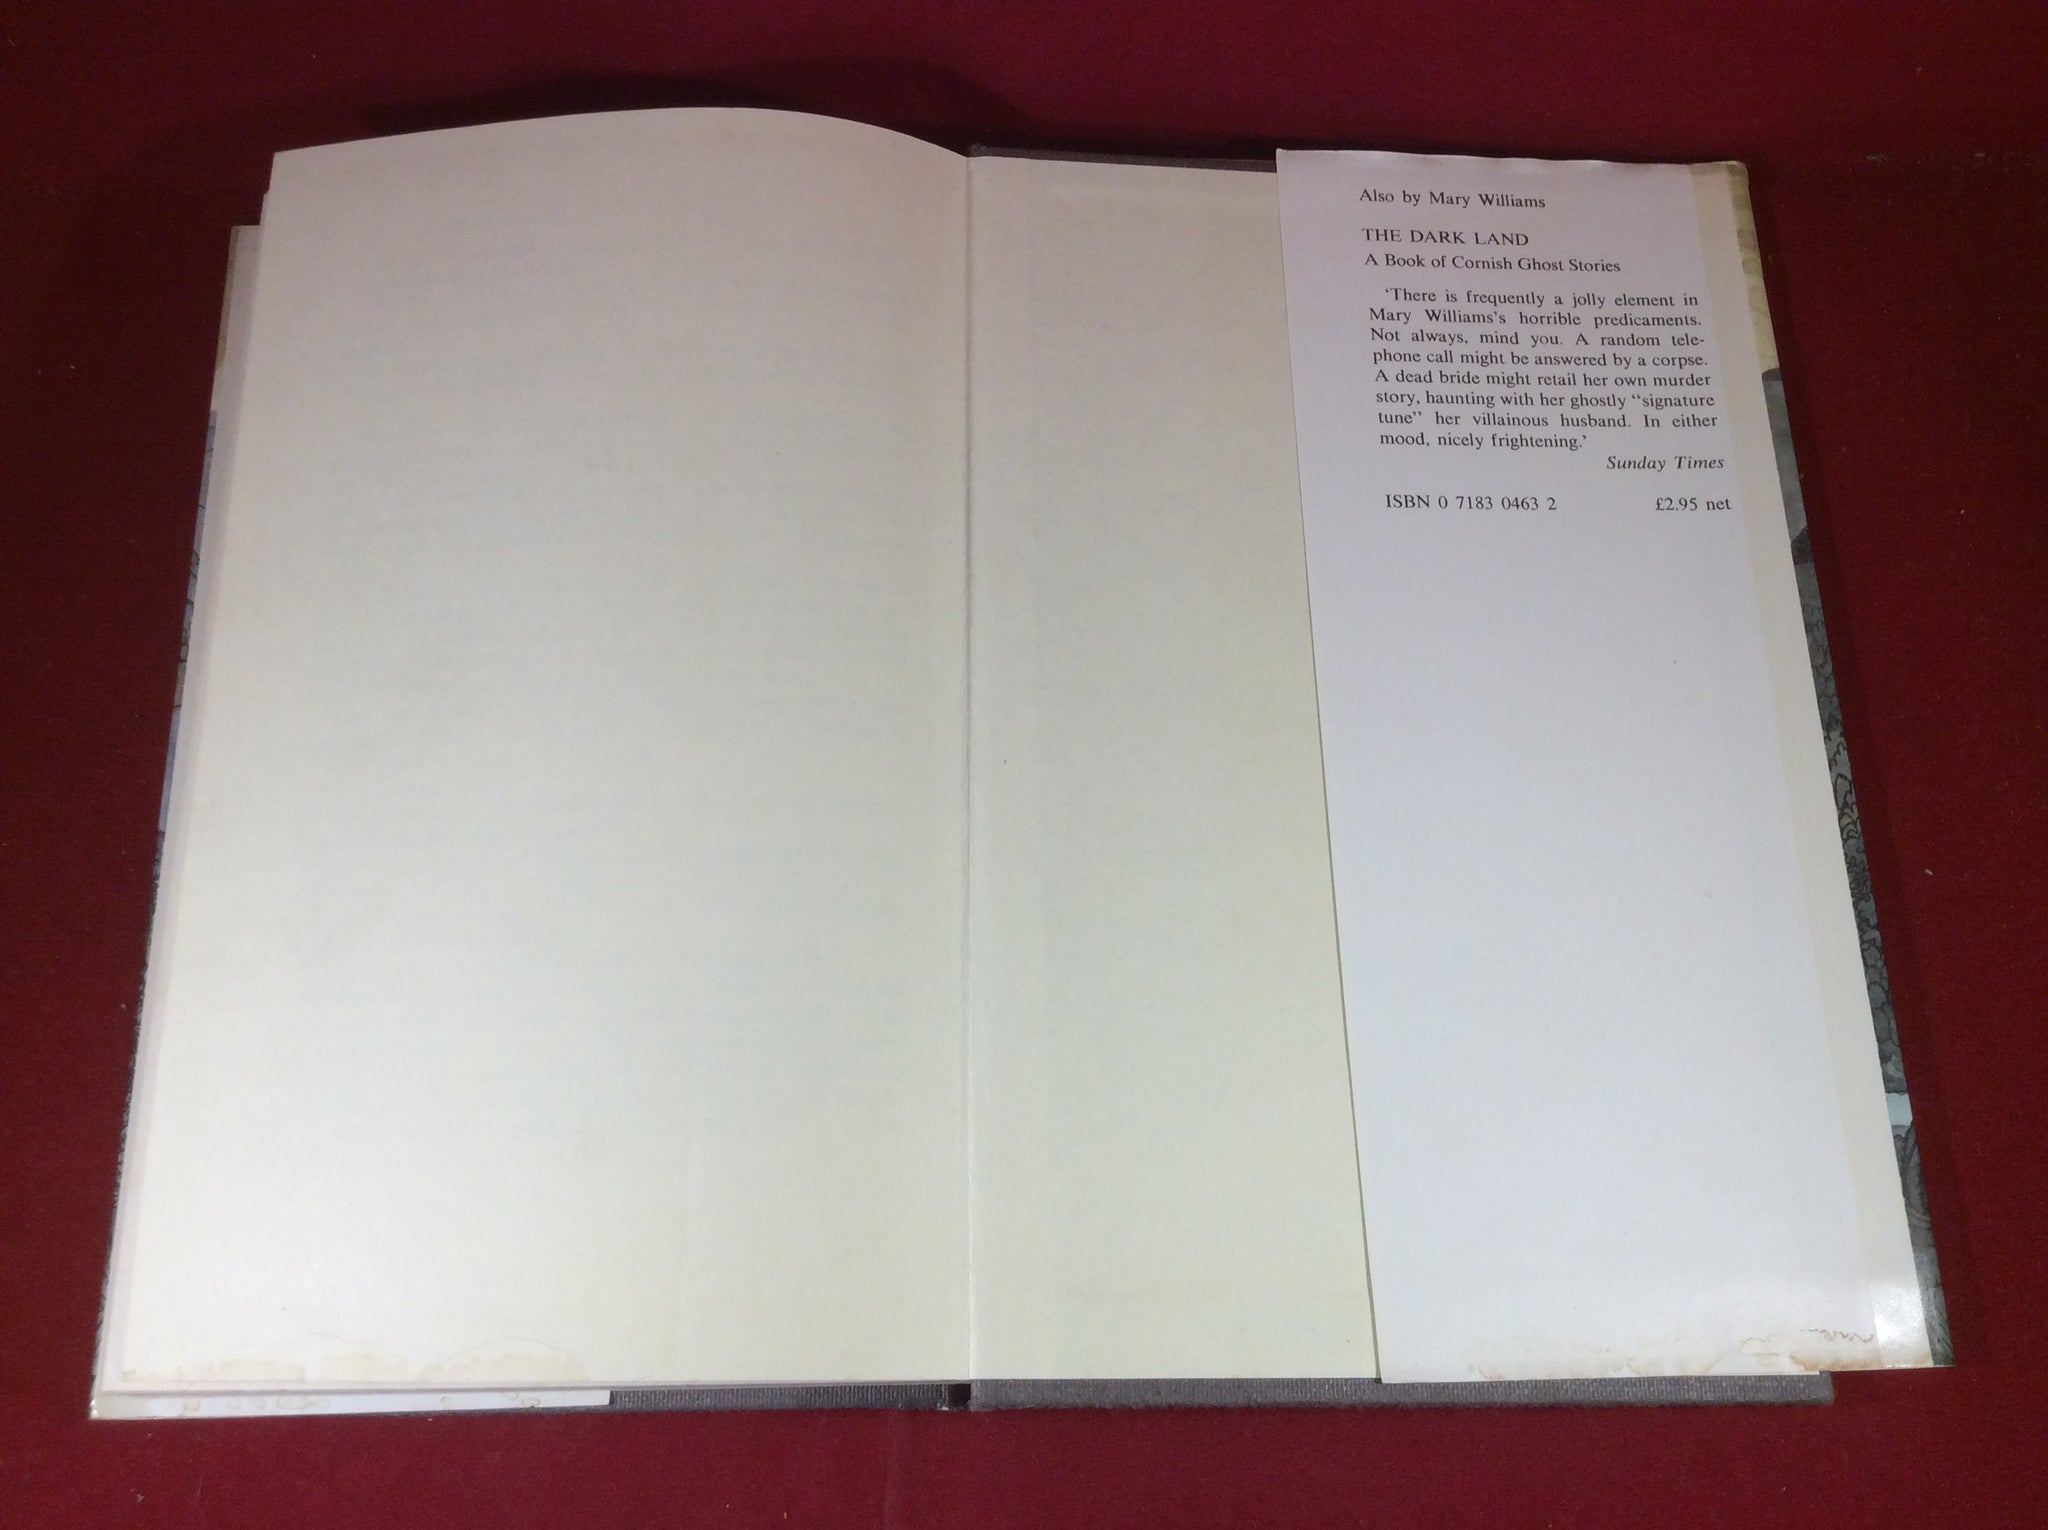 Also by Mary Williams
THE DARK LAND
A Book of Cornish Ghost Stories
‘There is frequently a jolly element in
Mary Williams's horrible predicaments.
Not always, mind you. A random tele-
phone call might be answered by a corpse.
A dead bride might retail her own murder
story, haunting with her ghostly “signature
tune” her villainous husband. In either
mood, nicely frightening.’
Sunday Times
ISBN 0 7183 0463 2 £2.95 net